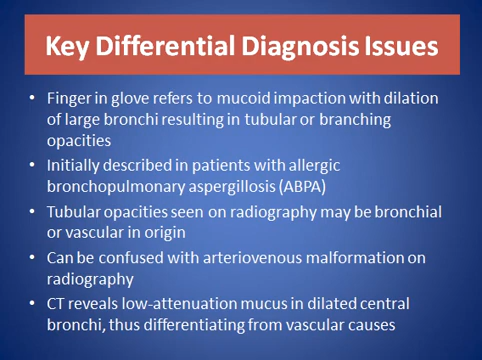 Key Differential Diagnosis Issues
• Finger in glove refers to mucoid impaction with dilation
of large bronchi resulting in tubular or branching
opacities
• Initially described in patients with allergic
bronchopulmonary aspergillosis (ABPA)
• Tubular opacities seen on radiography may be bronchial
or vascular in origin
• Can be confused with arteriovenous malformation on
radiography
• CT reveals low-attenuation mucus in dilated central
bronchi, thus differentiating from vascular causes